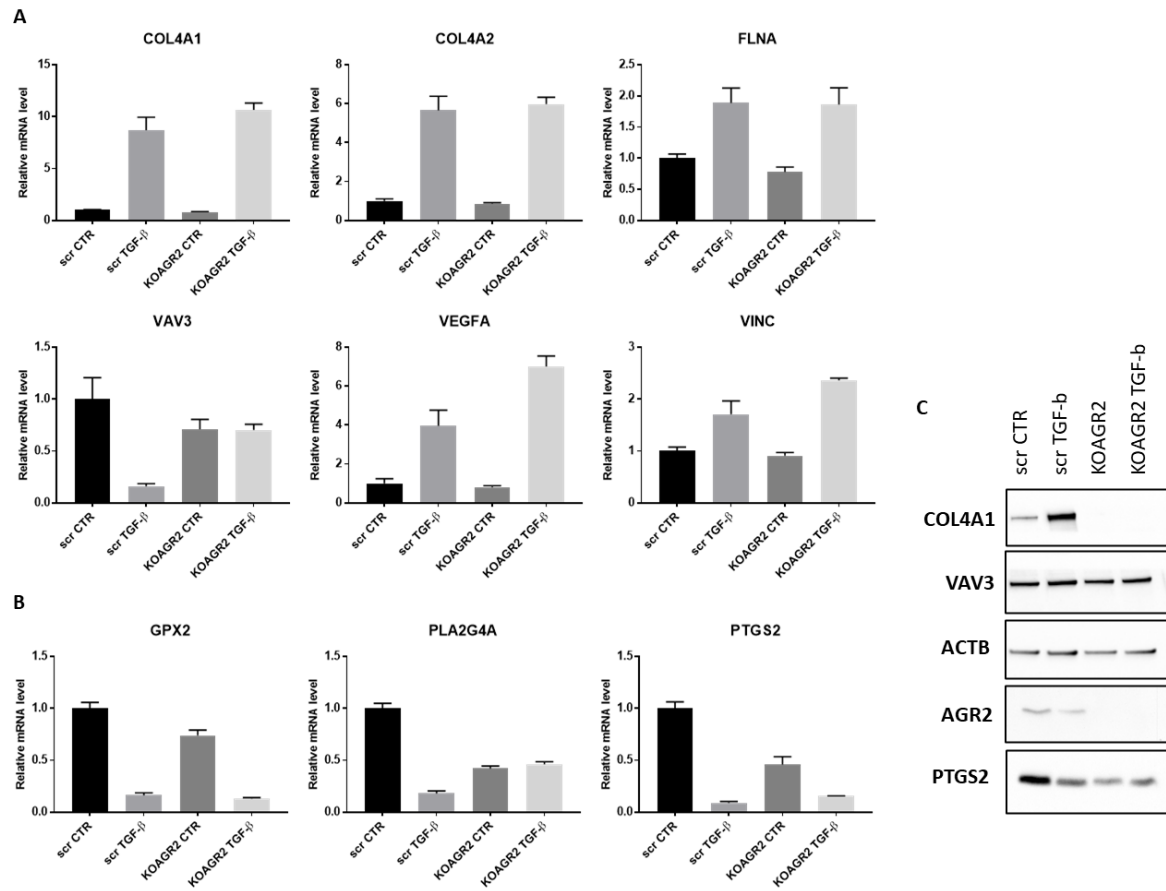 A
COL4A1
Relative mRNA level
15
10
5
0
scr CTR
scr TGF-β
KOAGR2 CTR
KOAGR2 TGF-β
COL4A2
Relative mRNA level
8
6
4
2
0
scr CTR
scr TGF-β
KOAGR2 CTR
KOAGR2 TGF-β
FLNA
Relative mRNA level
2.5
2.0
1.5
1.0
0.5
0.0
scr CTR
scr TGF-β
KOAGR2 CTR
KOAGR2 TGF-β
VAV3
Relative mRNA level
1.5
1.0
0.5
0.0
scr CTR
scr TGF-β
KOAGR2 CTR
KOAGR2 TGF-β
VEGFA
Relative mRNA level
8
6
4
2
0
scr CTR
scr TGF-β
KOAGR2 CTR
KOAGR2 TGF-β
VINC
Relative mRNA level
3
2
1
0
scr CTR
scr TGF-β
KOAGR2 CTR
KOAGR2 TGF-β
B
GPX2
Relative mRNA level
1.5
1.0
0.5
0.0
scr CTR
scr TGF-β
KOAGR2 CTR
KOAGR2 TGF-β
PLA2G4A
Relative mRNA level
1.5
1.0
0.5
0.0
scr CTR
scr TGF-β
KOAGR2 CTR
KOAGR2 TGF-β
PTGS2
Relative mRNA level
1.5
1.0
0.5
0.0
scr CTR
scr TGF-β
KOAGR2 CTR
KOAGR2 TGF-β
C
scr CTR
scr TGF-b
KOAGR2
KOAGR2 TGF-b
COL4A1
VAV3
ACTB
AGR2
PTGS2